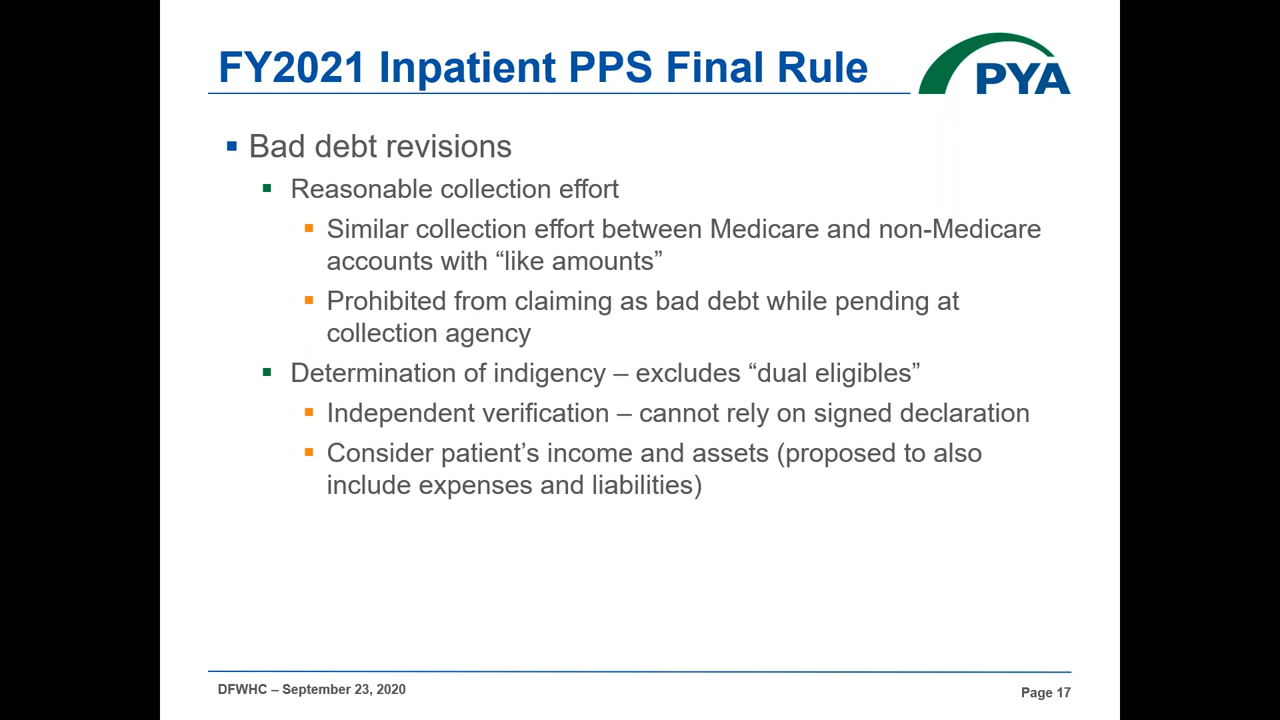 FY2021 Inpatient PPS Final Rule
PYA
▪ Bad debt revisions
▪ Reasonable collection effort
▪ Similar collection effort between Medicare and non-Medicare
accounts with “like amounts”
▪ Prohibited from claiming as bad debt while pending at
collection agency
▪ Determination of indigency – excludes “dual eligibles”
▪ Independent verification – cannot rely on signed declaration
▪ Consider patient’s income and assets (proposed to also
include expenses and liabilities)
DFWHC – September 23, 2020
Page 17